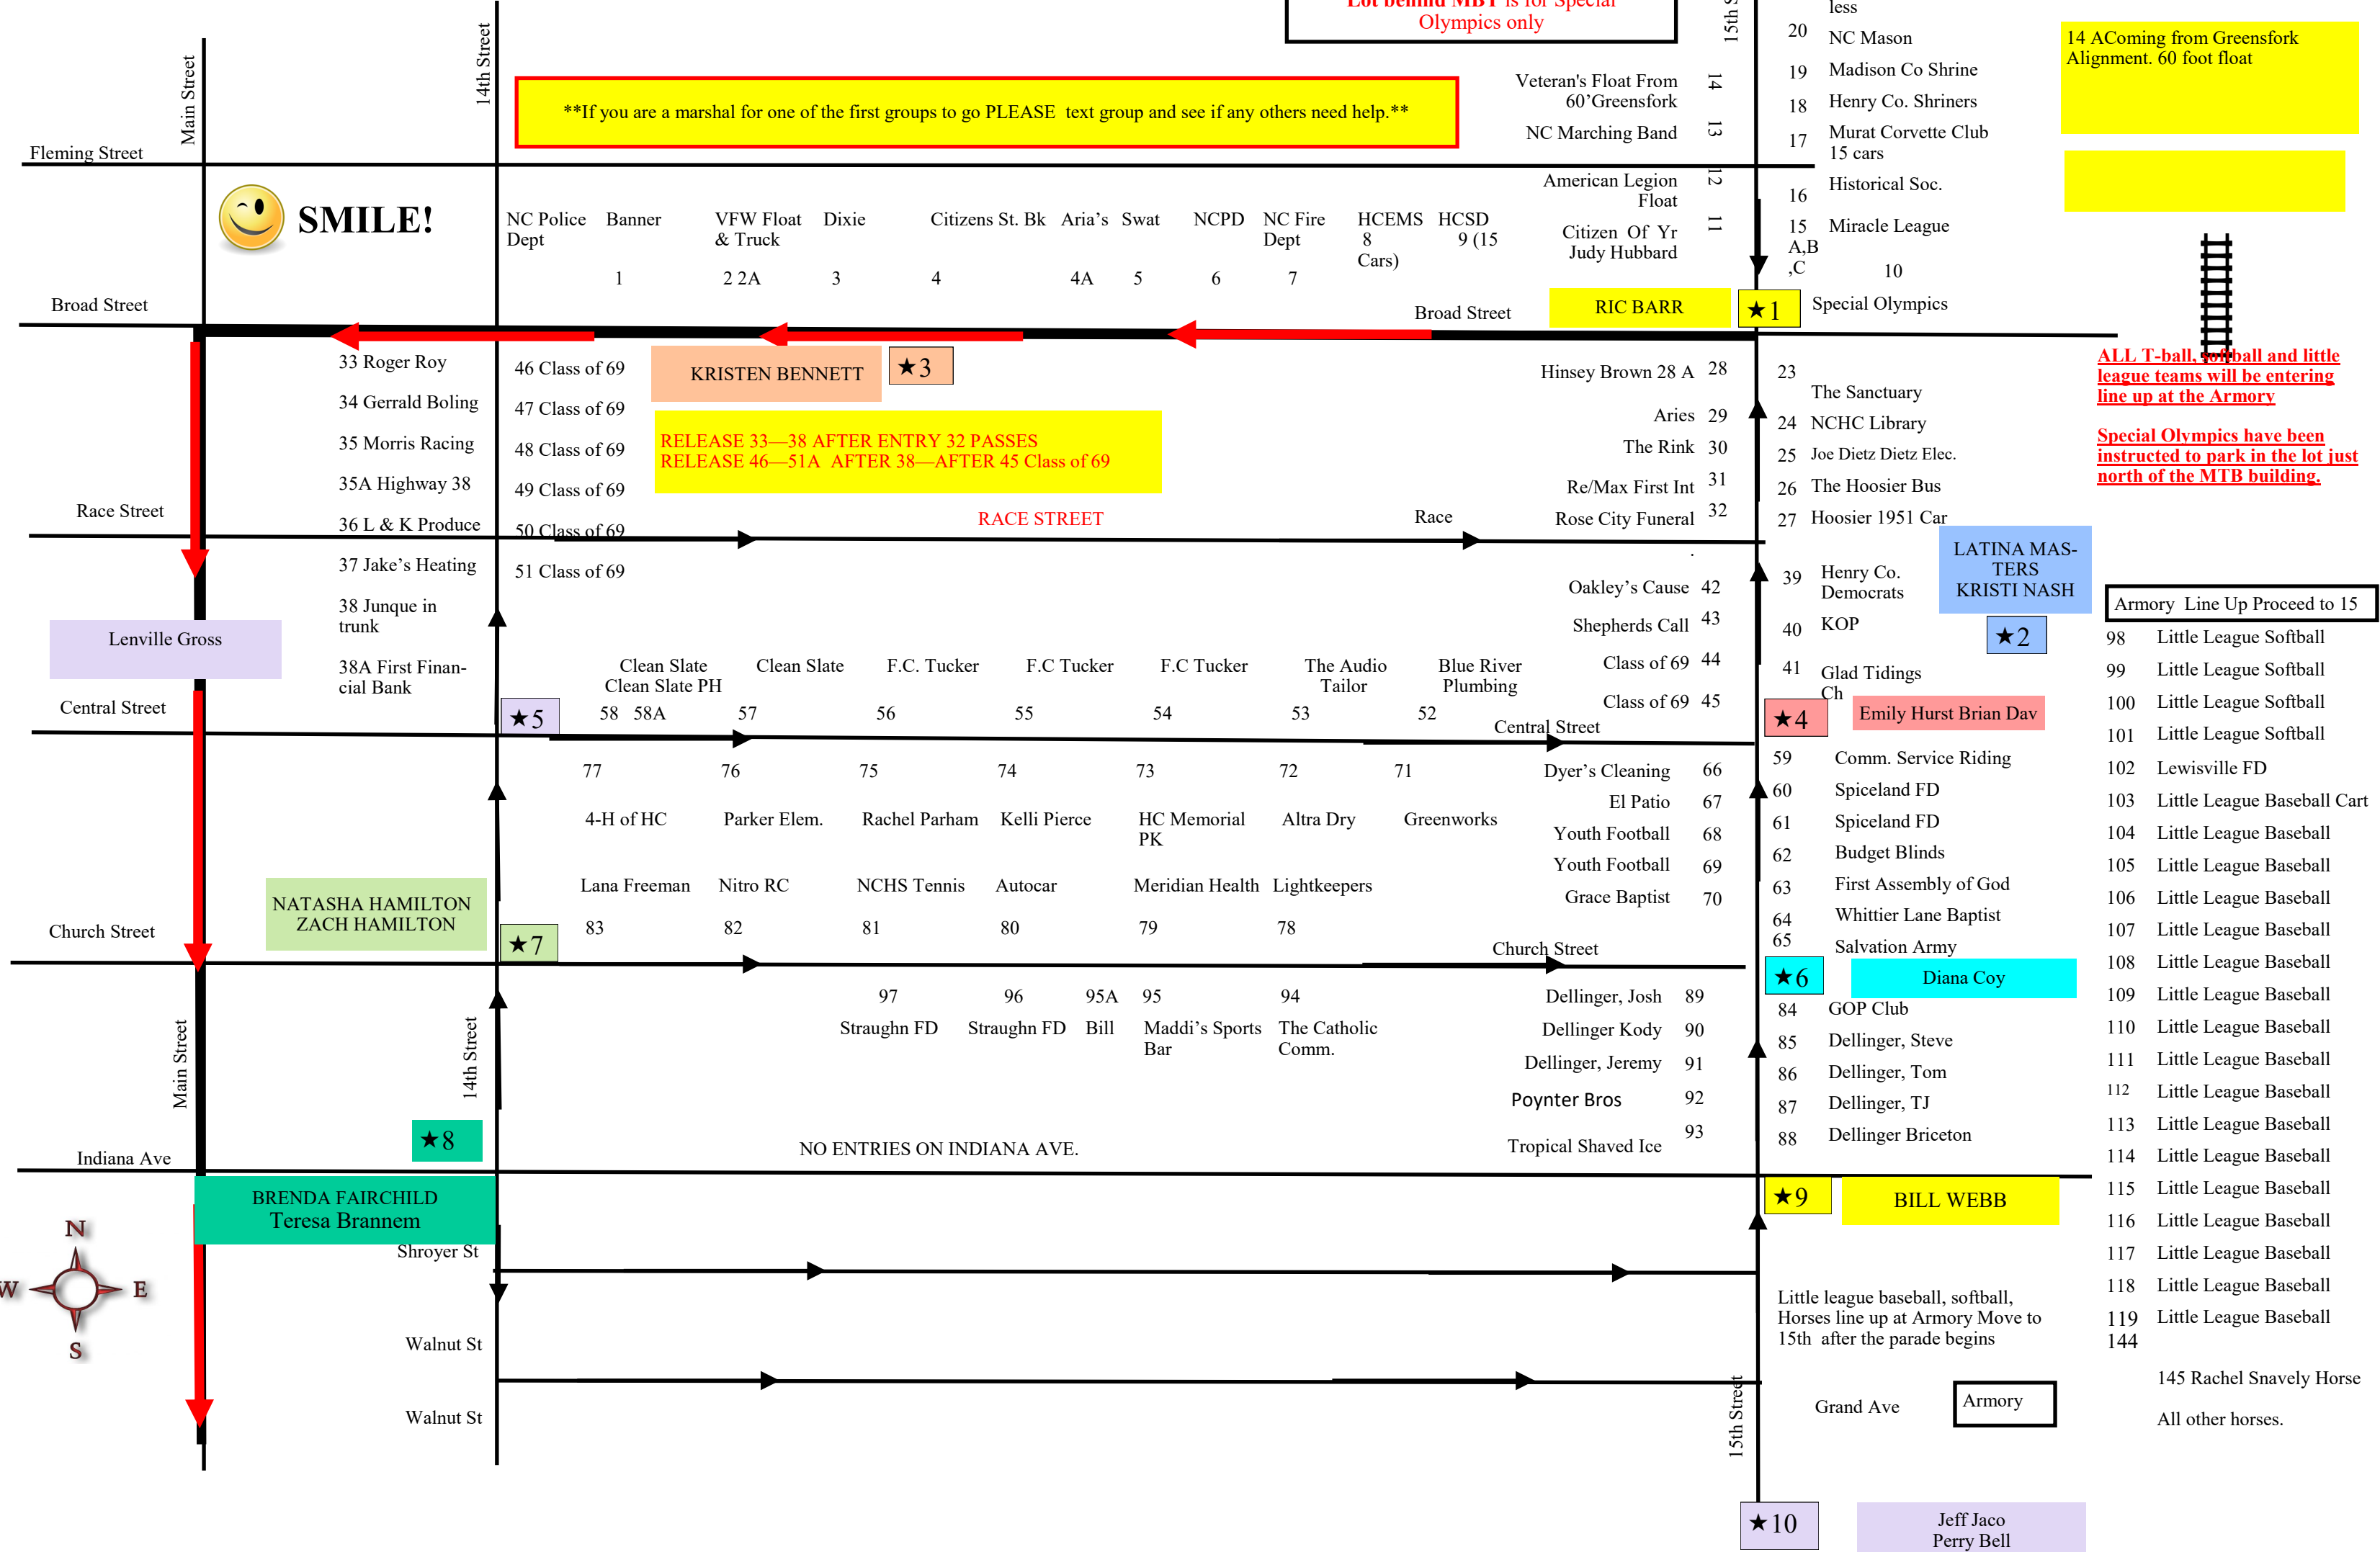 Lot behind MBT is for Special
Olympics only
Main Street
14th Street
15th S
**If you are a marshal for one of the first groups to go PLEASE  text group and see if any others need help.**
Veteran's Float From
60'Greensfork
14
NC Marching Band
13
less
20 NC Mason
19 Madison Co Shrine
18 Henry Co. Shriners
17 Murat Corvette Club
15 cars
16 Historical Soc.
15 Miracle League
A,B
,C
10
Special Olympics
14 AComing from Greensfork
Alignment. 60 foot float
Fleming Street
SMILE!
American Legion
Float
12
Citizen Of Yr
Judy Hubbard
11
NC Police
Dept
Banner
1
VFW Float
& Truck
2 2A
Dixie
3
Citizens St. Bk
4
Aria's
4A
Swat
5
NCPD
6
NC Fire
Dept
7
HCEMS
8
Cars)
HCSD
9 (15
Broad Street
Broad Street
RIC BARR
★1
33 Roger Roy
34 Gerrald Boling
35 Morris Racing
35A Highway 38
36 L & K Produce
37 Jake's Heating
38 Junque in
trunk
38A First Finan-
cial Bank
46 Class of 69
47 Class of 69
48 Class of 69
49 Class of 69
50 Class of 69
51 Class of 69
KRISTEN BENNETT
★3
RELEASE 33—38 AFTER ENTRY 32 PASSES
RELEASE 46—51A  AFTER 38—AFTER 45 Class of 69
Hinsey Brown 28 A 28
Aries 29
The Rink 30
Re/Max First Int 31
Rose City Funeral 32
.
23
The Sanctuary
24 NCHC Library
25 Joe Dietz Dietz Elec.
26 The Hoosier Bus
27 Hoosier 1951 Car
ALL T-ball, softball and little
league teams will be entering
line up at the Armory
Special Olympics have been
instructed to park in the lot just
north of the MTB building.
Race Street
RACE STREET
Race
LATINA MAS-
TERS
KRISTI NASH
★2
Oakley's Cause 42
Shepherds Call 43
Class of 69 44
Class of 69 45
39 Henry Co.
Democrats
40 KOP
41 Glad Tidings
Ch
Lenville Gross
Central Street
★5
Clean Slate
Clean Slate PH
58 58A
Clean Slate
57
F.C. Tucker
56
F.C Tucker
55
F.C Tucker
54
The Audio
Tailor
53
Blue River
Plumbing
52
Central Street
★4
Emily Hurst Brian Dav
77 76 75 74 73 72 71
4-H of HC
Parker Elem.
Rachel Parham
Kelli Pierce
HC Memorial
PK
Altra Dry
Greenworks
Dyer's Cleaning 66
El Patio 67
Youth Football 68
Youth Football 69
Grace Baptist 70
59 Comm. Service Riding
60 Spiceland FD
61 Spiceland FD
62 Budget Blinds
63 First Assembly of God
64 Whittier Lane Baptist
65 Salvation Army
Lana Freeman
Nitro RC
NCHS Tennis
Autocar
Meridian Health
Lightkeepers
83 82 81 80 79 78
NATASHA HAMILTON
ZACH HAMILTON
★7
Church Street
Church Street
★6
Diana Coy
97 96 95A 95 94
Straughn FD
Straughn FD
Bill
Maddi's Sports
Bar
The Catholic
Comm.
Dellinger, Josh 89
Dellinger Kody 90
Dellinger, Jeremy 91
Poynter Bros 92
Tropical Shaved Ice 93
84 GOP Club
85 Dellinger, Steve
86 Dellinger, Tom
87 Dellinger, TJ
88 Dellinger Briceton
Main Street
14th Street
★8
NO ENTRIES ON INDIANA AVE.
Indiana Ave
BRENDA FAIRCHILD
Teresa Brannem
★9
BILL WEBB
N
W
E
S
Shroyer St
Walnut St
Walnut St
Little league baseball, softball,
Horses line up at Armory Move to
15th  after the parade begins
15th Street
Grand Ave
Armory
★10
Jeff Jaco
Perry Bell
Armory  Line Up Proceed to 15
98 Little League Softball
99 Little League Softball
100 Little League Softball
101 Little League Softball
102 Lewisville FD
103 Little League Baseball Cart
104 Little League Baseball
105 Little League Baseball
106 Little League Baseball
107 Little League Baseball
108 Little League Baseball
109 Little League Baseball
110 Little League Baseball
111 Little League Baseball
112 Little League Baseball
113 Little League Baseball
114 Little League Baseball
115 Little League Baseball
116 Little League Baseball
117 Little League Baseball
118 Little League Baseball
119 Little League Baseball
144
145 Rachel Snavely Horse
All other horses.